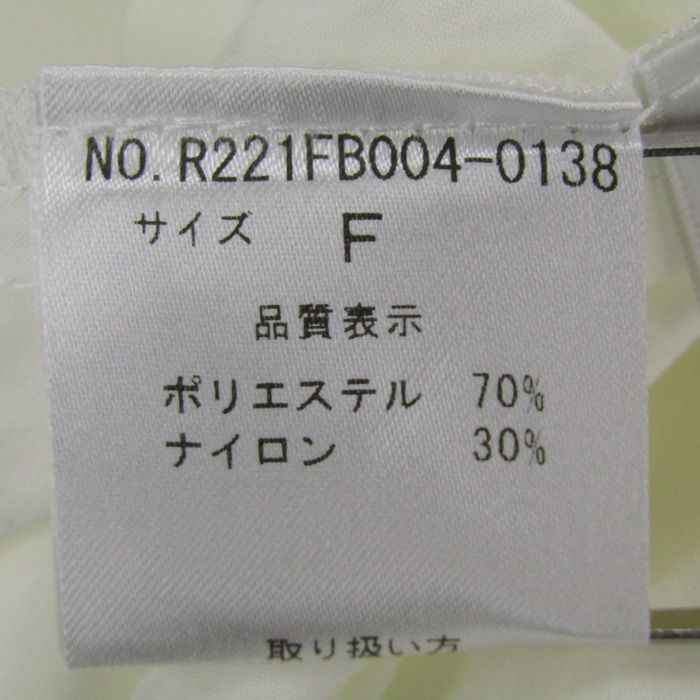 NO.R221FB004-0138
サイズ F
品質表示
ポリエステル 70%
ナイロン 30%
取り扱い方